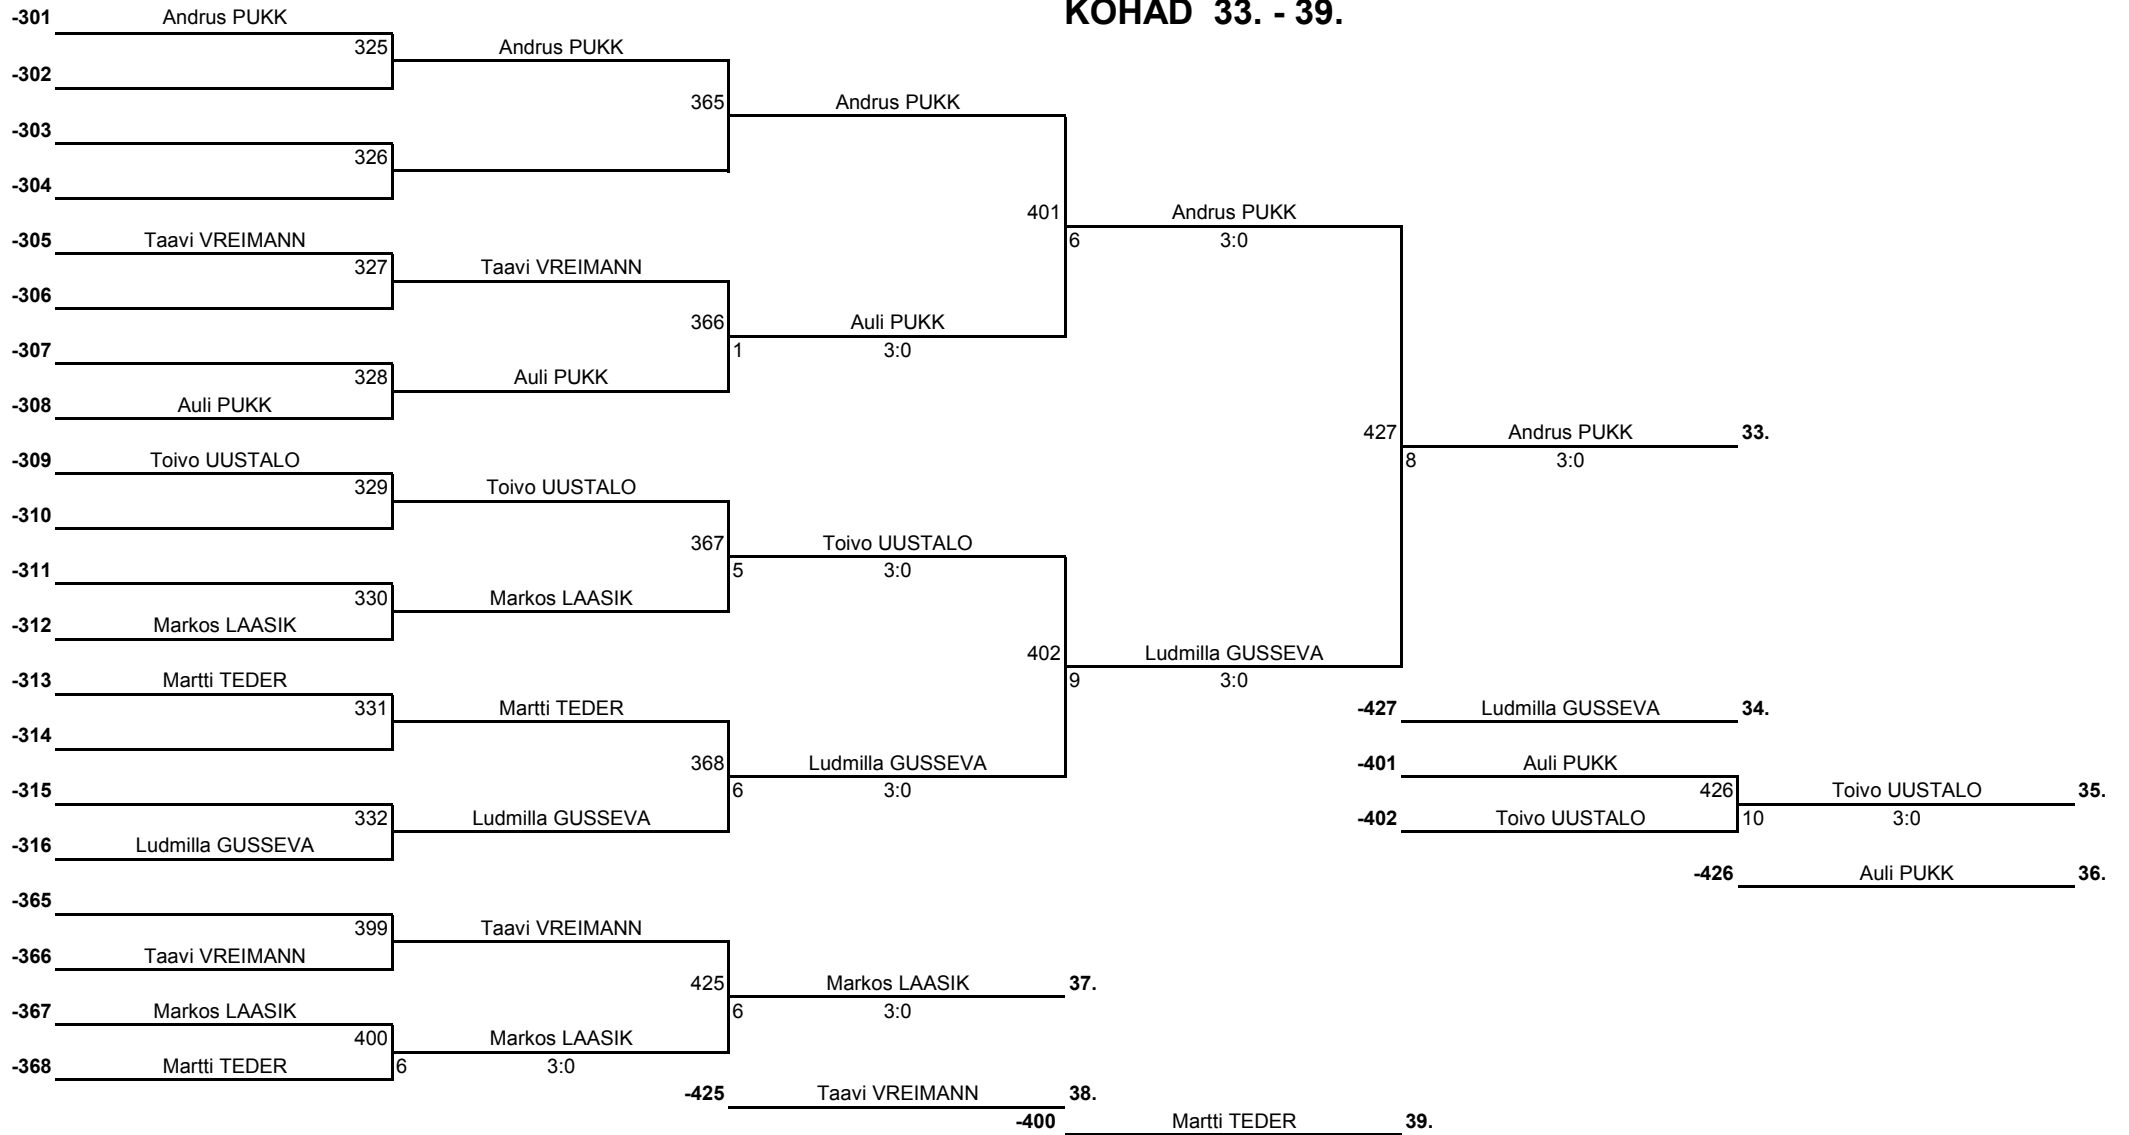 KOHAD 33. - 39.
-301 Andrus PUKK
325 Andrus PUKK
-302
365 Andrus PUKK
-303
326
-304
401 Andrus PUKK
6 3:0
-305 Taavi VREIMANN
327 Taavi VREIMANN
-306
366 Auli PUKK
1 3:0
-307
328 Auli PUKK
-308 Auli PUKK
427 Andrus PUKK 33.
8 3:0
-309 Toivo UUSTALO
329 Toivo UUSTALO
-310
367 Toivo UUSTALO
5 3:0
-311
330 Markos LAASIK
-312 Markos LAASIK
402 Ludmilla GUSSEVA
9 3:0
-313 Martti TEDER
331 Martti TEDER
-314
368 Ludmilla GUSSEVA
6 3:0
-315
332 Ludmilla GUSSEVA
-316 Ludmilla GUSSEVA
-427 Ludmilla GUSSEVA 34.
-401 Auli PUKK
426 Toivo UUSTALO 35.
-402 Toivo UUSTALO
10 3:0
-426 Auli PUKK 36.
-365
399 Taavi VREIMANN
-366 Taavi VREIMANN
425 Markos LAASIK 37.
6 3:0
-367 Markos LAASIK
400 Markos LAASIK
-368 Martti TEDER
6 3:0
-425 Taavi VREIMANN 38.
-400 Martti TEDER 39.